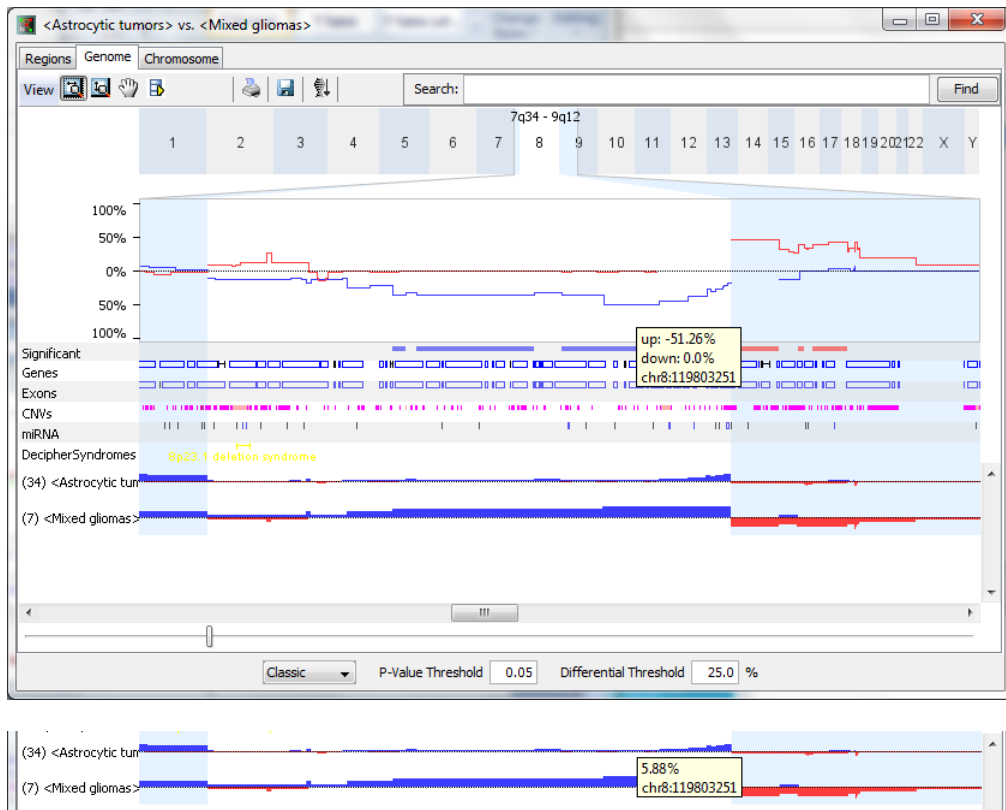 <Astrocytic tumors> vs. <Mixed gliomas>
Regions Genome Chromosome
View Search: Find
7q34 - 9q12
1 2 3 4 5 6 7 8 9 10 11 12 13 14 15 16 17 18 19 20 21 22 X Y
100%
50%
0%
50%
100%
up: -51.26%
down: 0.0%
chr8:119803251
Significant
Genes
Exons
CNVs
miRNA
DecipherSyndromes 8p23.1 deletion syndrome
(34) <Astrocytic tum
(7) <Mixed gliomas>
Classic P-Value Threshold 0.05 Differential Threshold 25.0 %
(34) <Astrocytic tum
5.88%
(7) <Mixed gliomas> chr8:119803251